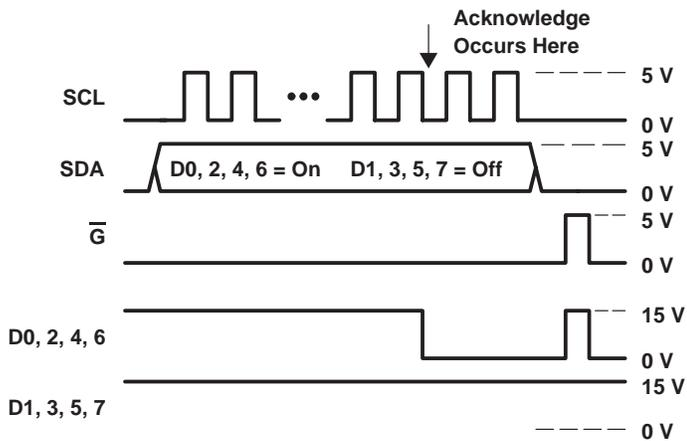 Acknowledge
Occurs Here
SCL
5 V
0 V
SDA
D0, 2, 4, 6 = On D1, 3, 5, 7 = Off
5 V
0 V
G̅
5 V
0 V
D0, 2, 4, 6
15 V
0 V
D1, 3, 5, 7
15 V
0 V